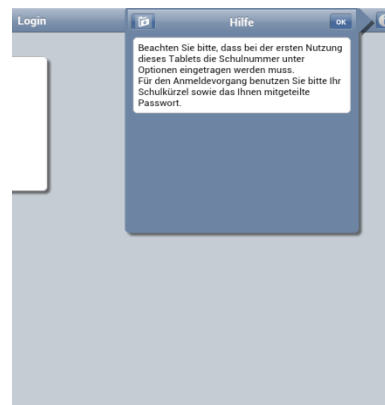 Login
Hilfe
OK
Beachten Sie bitte, dass bei der ersten Nutzung
dieses Tablets die Schulnummer unter
Optionen eingetragen werden muss.
Für den Anmeldevorgang benutzen Sie bitte Ihr
Schulkürzel sowie das Ihnen mitgeteilte
Passwort.